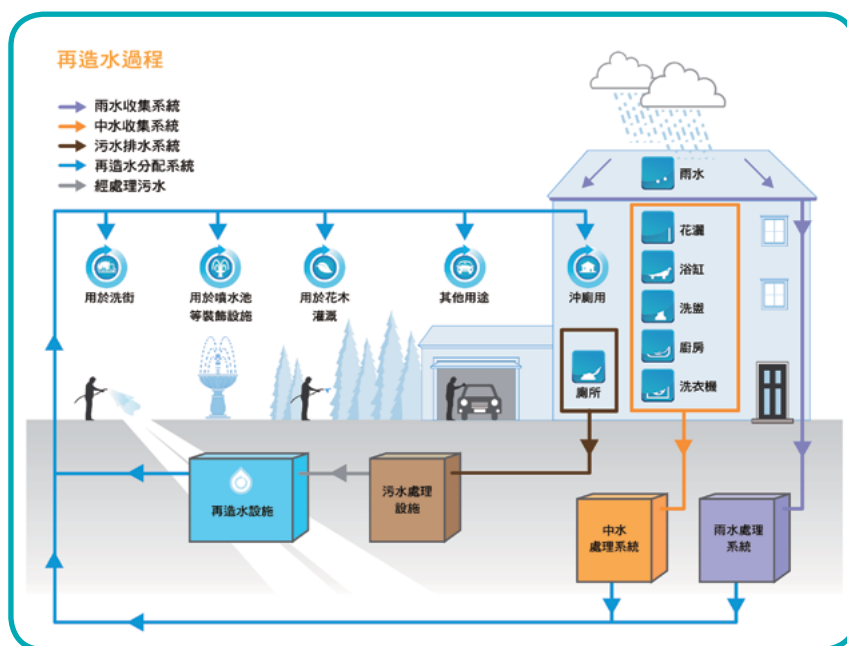 再造水過程
雨水收集系統
中水收集系統
污水排水系統
再造水分配系統
經處理污水
雨水
花灑
浴缸
洗盥
廚房
洗衣機
用於洗街
用於噴水池
等裝飾設施
用於花木
灌溉
其他用途
沖廁用
廁所
再造水設施
污水處理
設施
中水
處理系統
雨水處理
系統